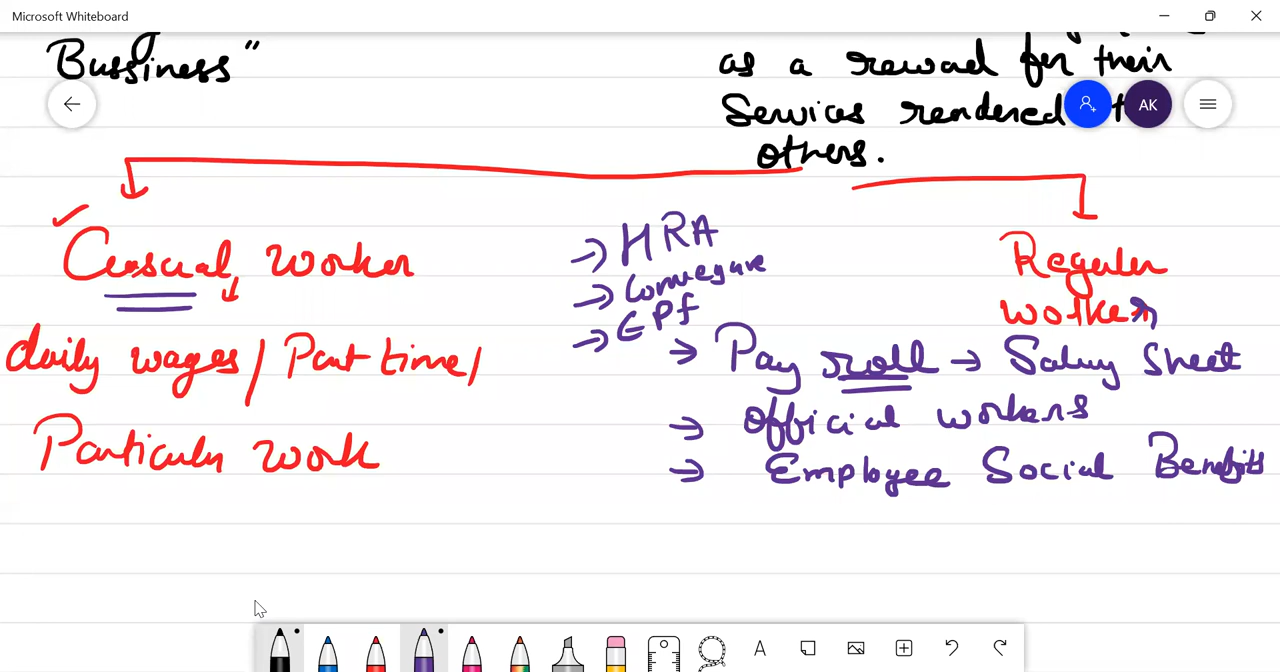 Microsoft Whiteboard
Bussiness"
as a reward for their
Services rendered
others.
AK
Casual worker
HRA
Conveyance
EPf
Regular
worker
daily wages / Part time /
Pay roll → Salary Sheet
official workers
Particular work
Employee Social Benefits
A